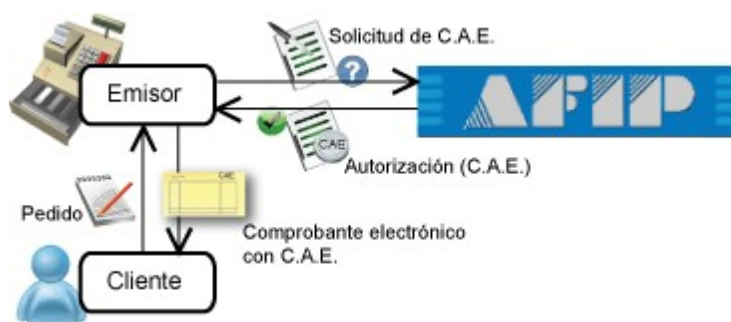 Solicitud de C.A.E.
Emisor
AFIP
CAE
Autorización (C.A.E.)
CAE
Pedido
Comprobante electrónico
con C.A.E.
Cliente